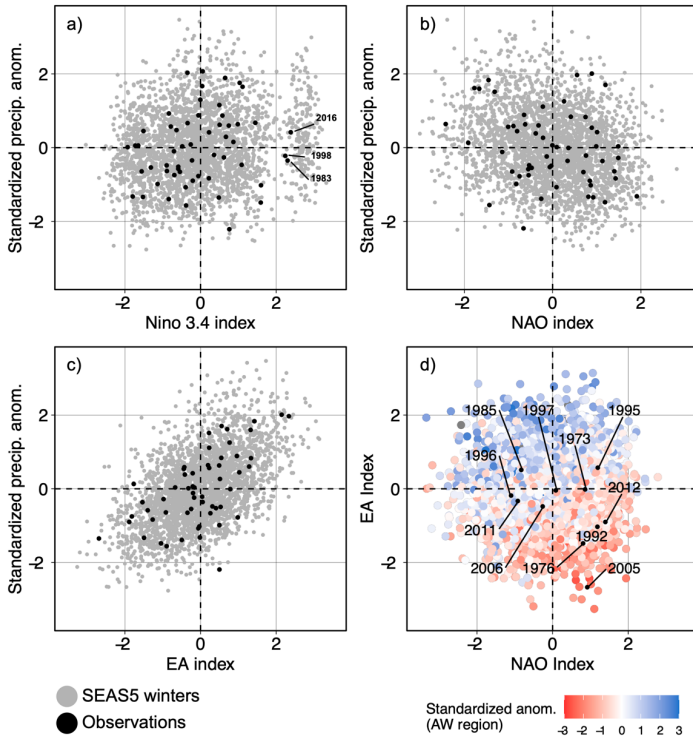 a)
Standardized precip. anom.
2
0
−2
2016
1998
1983
−2
0
2
Nino 3.4 index
b)
Standardized precip. anom.
2
0
−2
−2
0
2
NAO index
c)
Standardized precip. anom.
2
0
−2
−2
0
2
EA index
d)
EA Index
2
0
−2
1985
1997
1995
1973
1996
2012
2011
1992
2006
1976
2005
−2
0
2
NAO Index
SEAS5 winters
Observations
Standardized anom.
(AW region)
−3 −2 −1 0 1 2 3